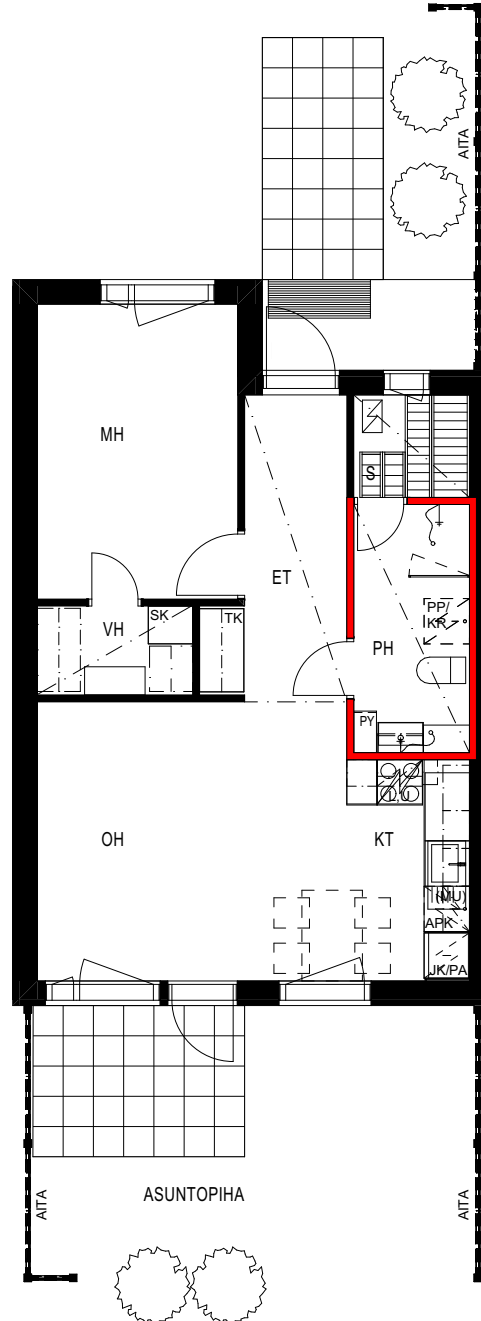 AITA
MH
S
ET
PP/
KR
SK
VH
TK
PH
PY
LU
OH
KT
(MU)
APK
JK/PA
AITA
ASUNTOPIHA
AITA